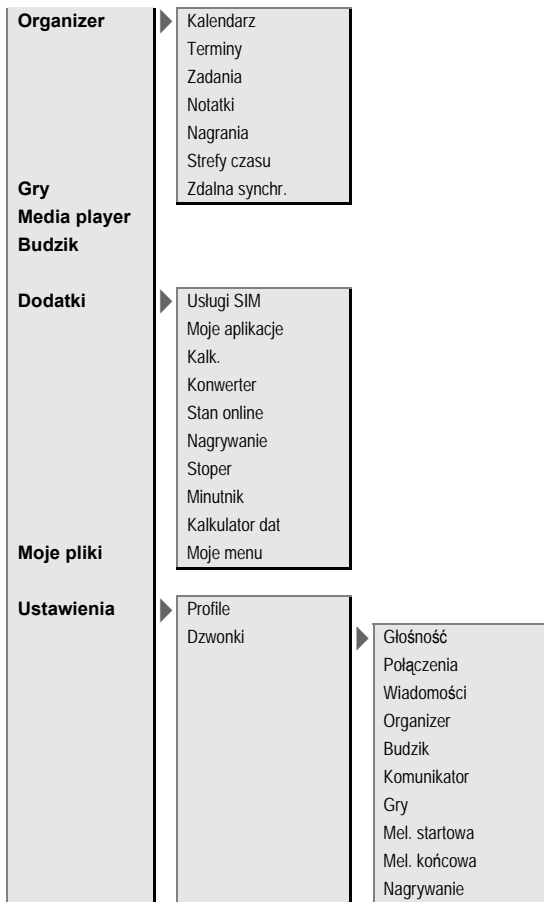 Organizer
Kalendarz
Terminy
Zadania
Notatki
Nagrania
Strefy czasu
Zdalna synchr.
Gry
Media player
Budzik
Dodatki
Usługi SIM
Moje aplikacje
Kalk.
Konwerter
Stan online
Nagrywanie
Stoper
Minutnik
Kalkulator dat
Moje menu
Moje pliki
Ustawienia
Profile
Dzwonki
Głośność
Połączenia
Wiadomości
Organizer
Budzik
Komunikator
Gry
Mel. startowa
Mel. końcowa
Nagrywanie